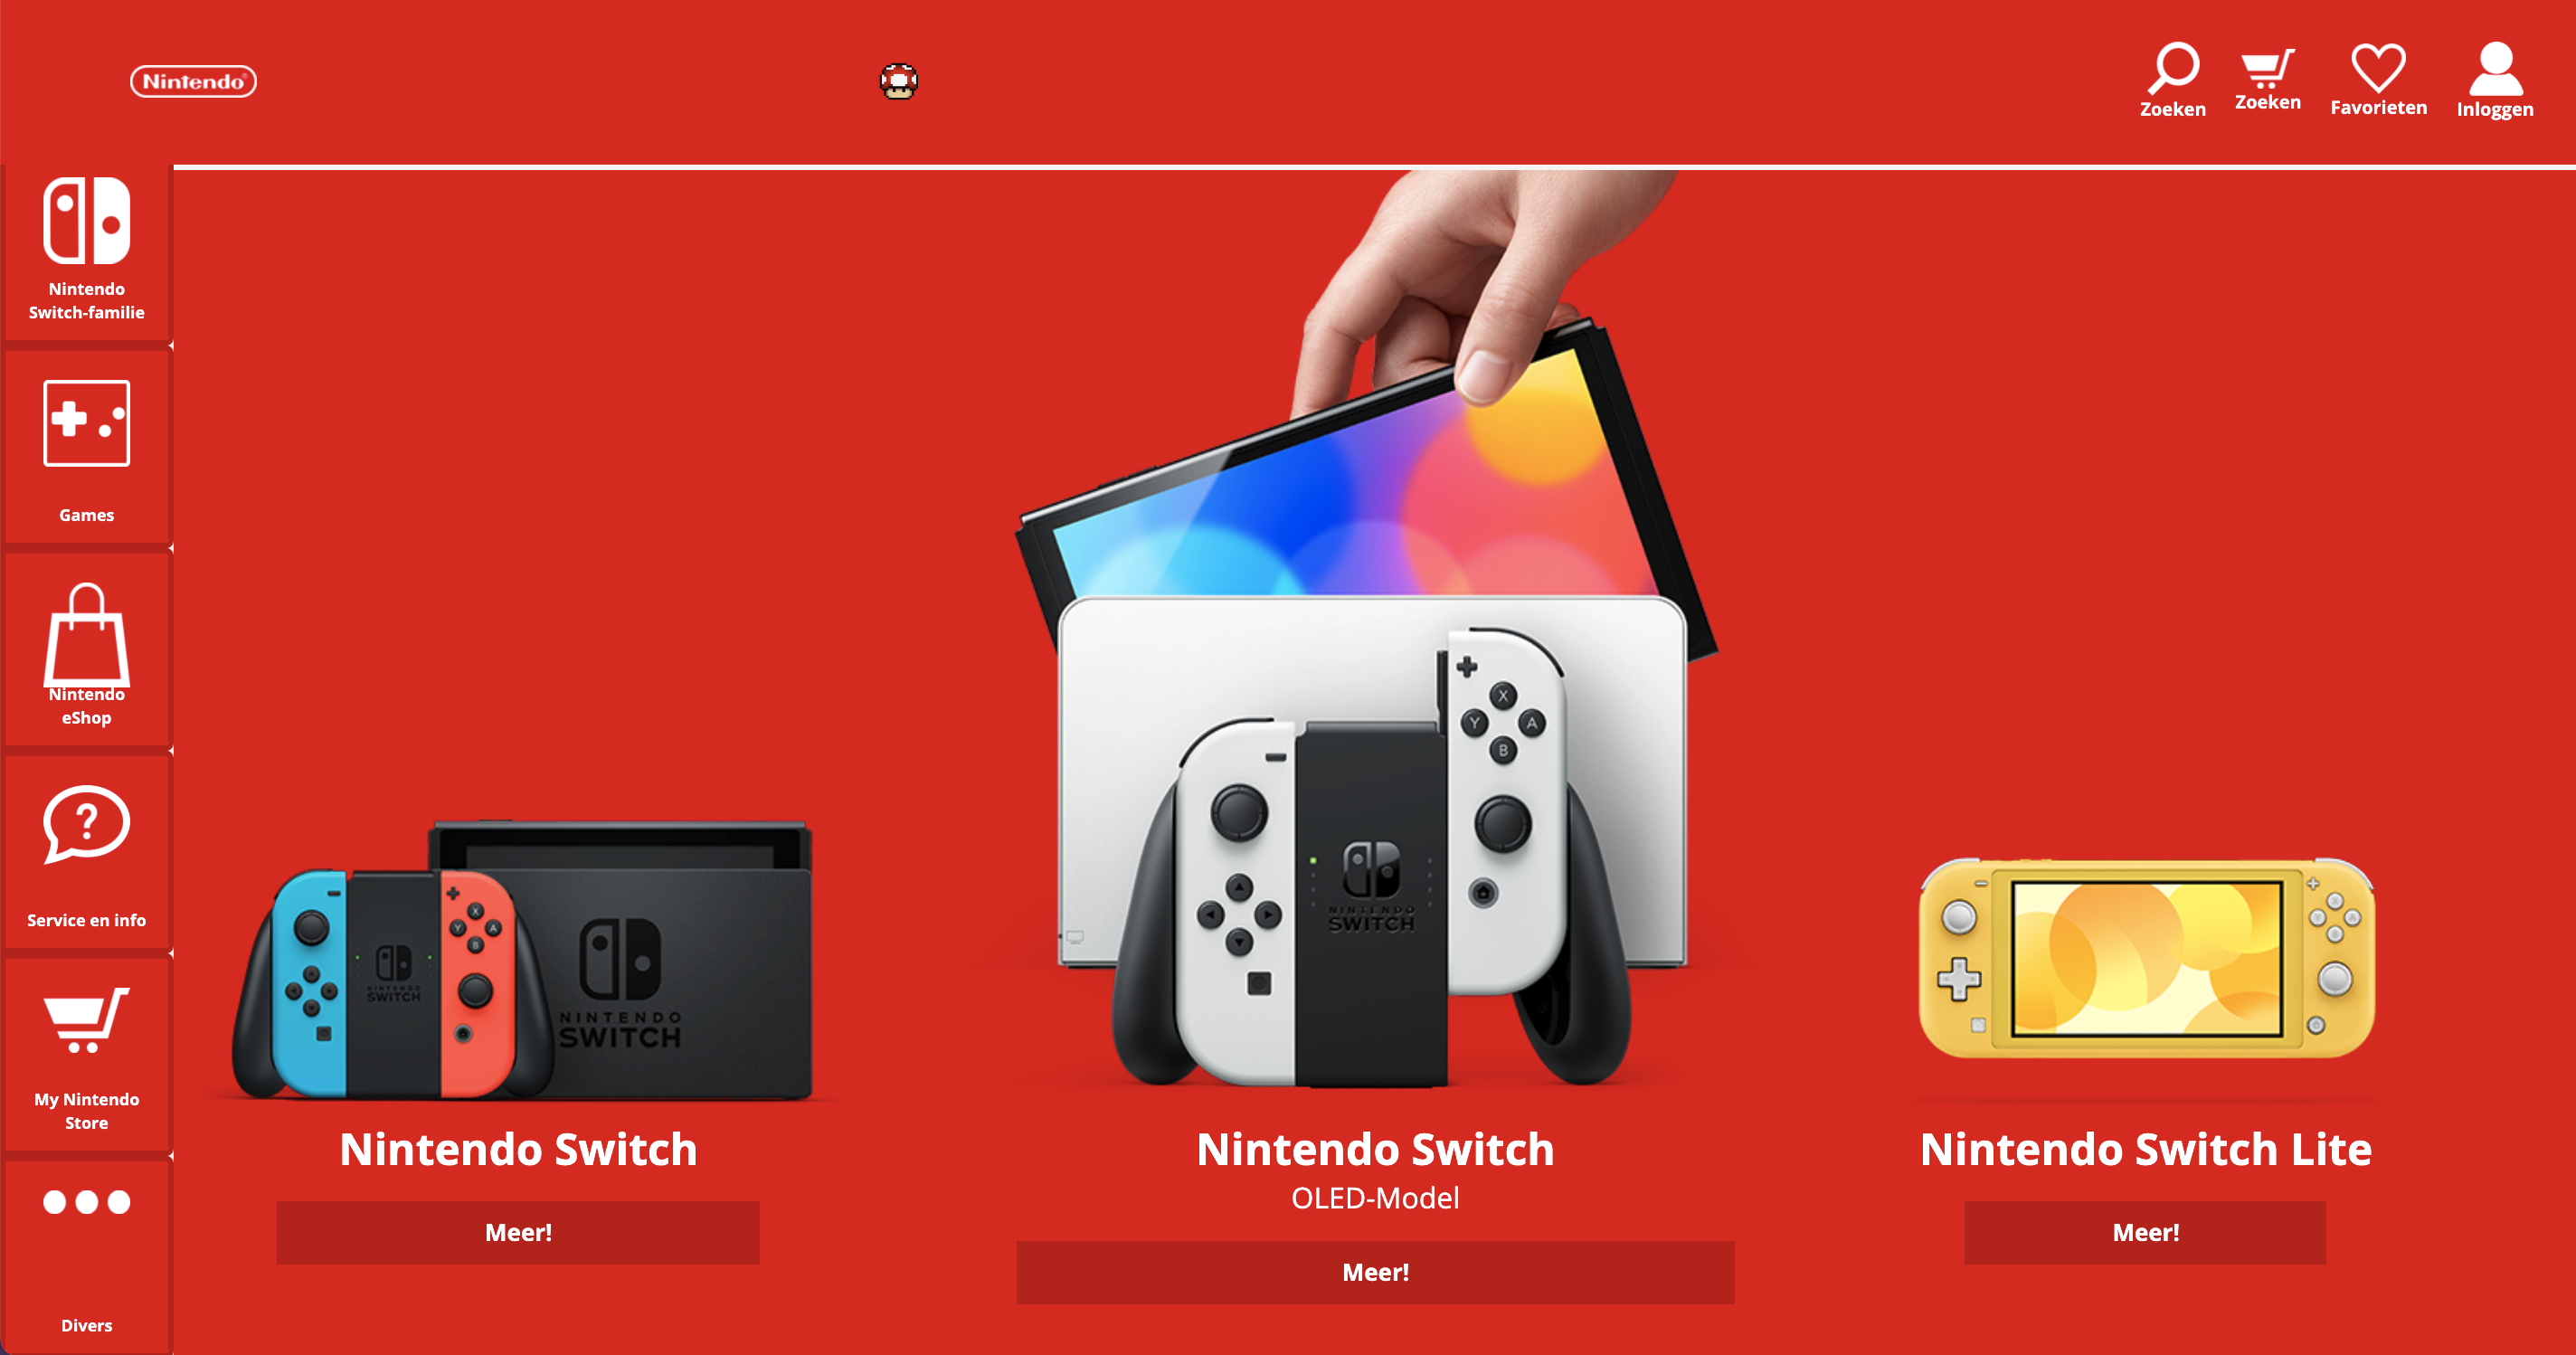 Nintendo
Zoeken
Zoeken
Favorieten
Inloggen
Nintendo
Switch-familie
Games
Nintendo
eShop
?
Service en info
My Nintendo
Store
Divers
X
Y A
B
NINTENDO
SWITCH
X
Y A
B
NINTENDO
SWITCH
NINTENDO
SWITCH
X
Y A
B
Nintendo Switch
Meer!
Nintendo Switch
OLED-Model
Meer!
Nintendo Switch Lite
Meer!